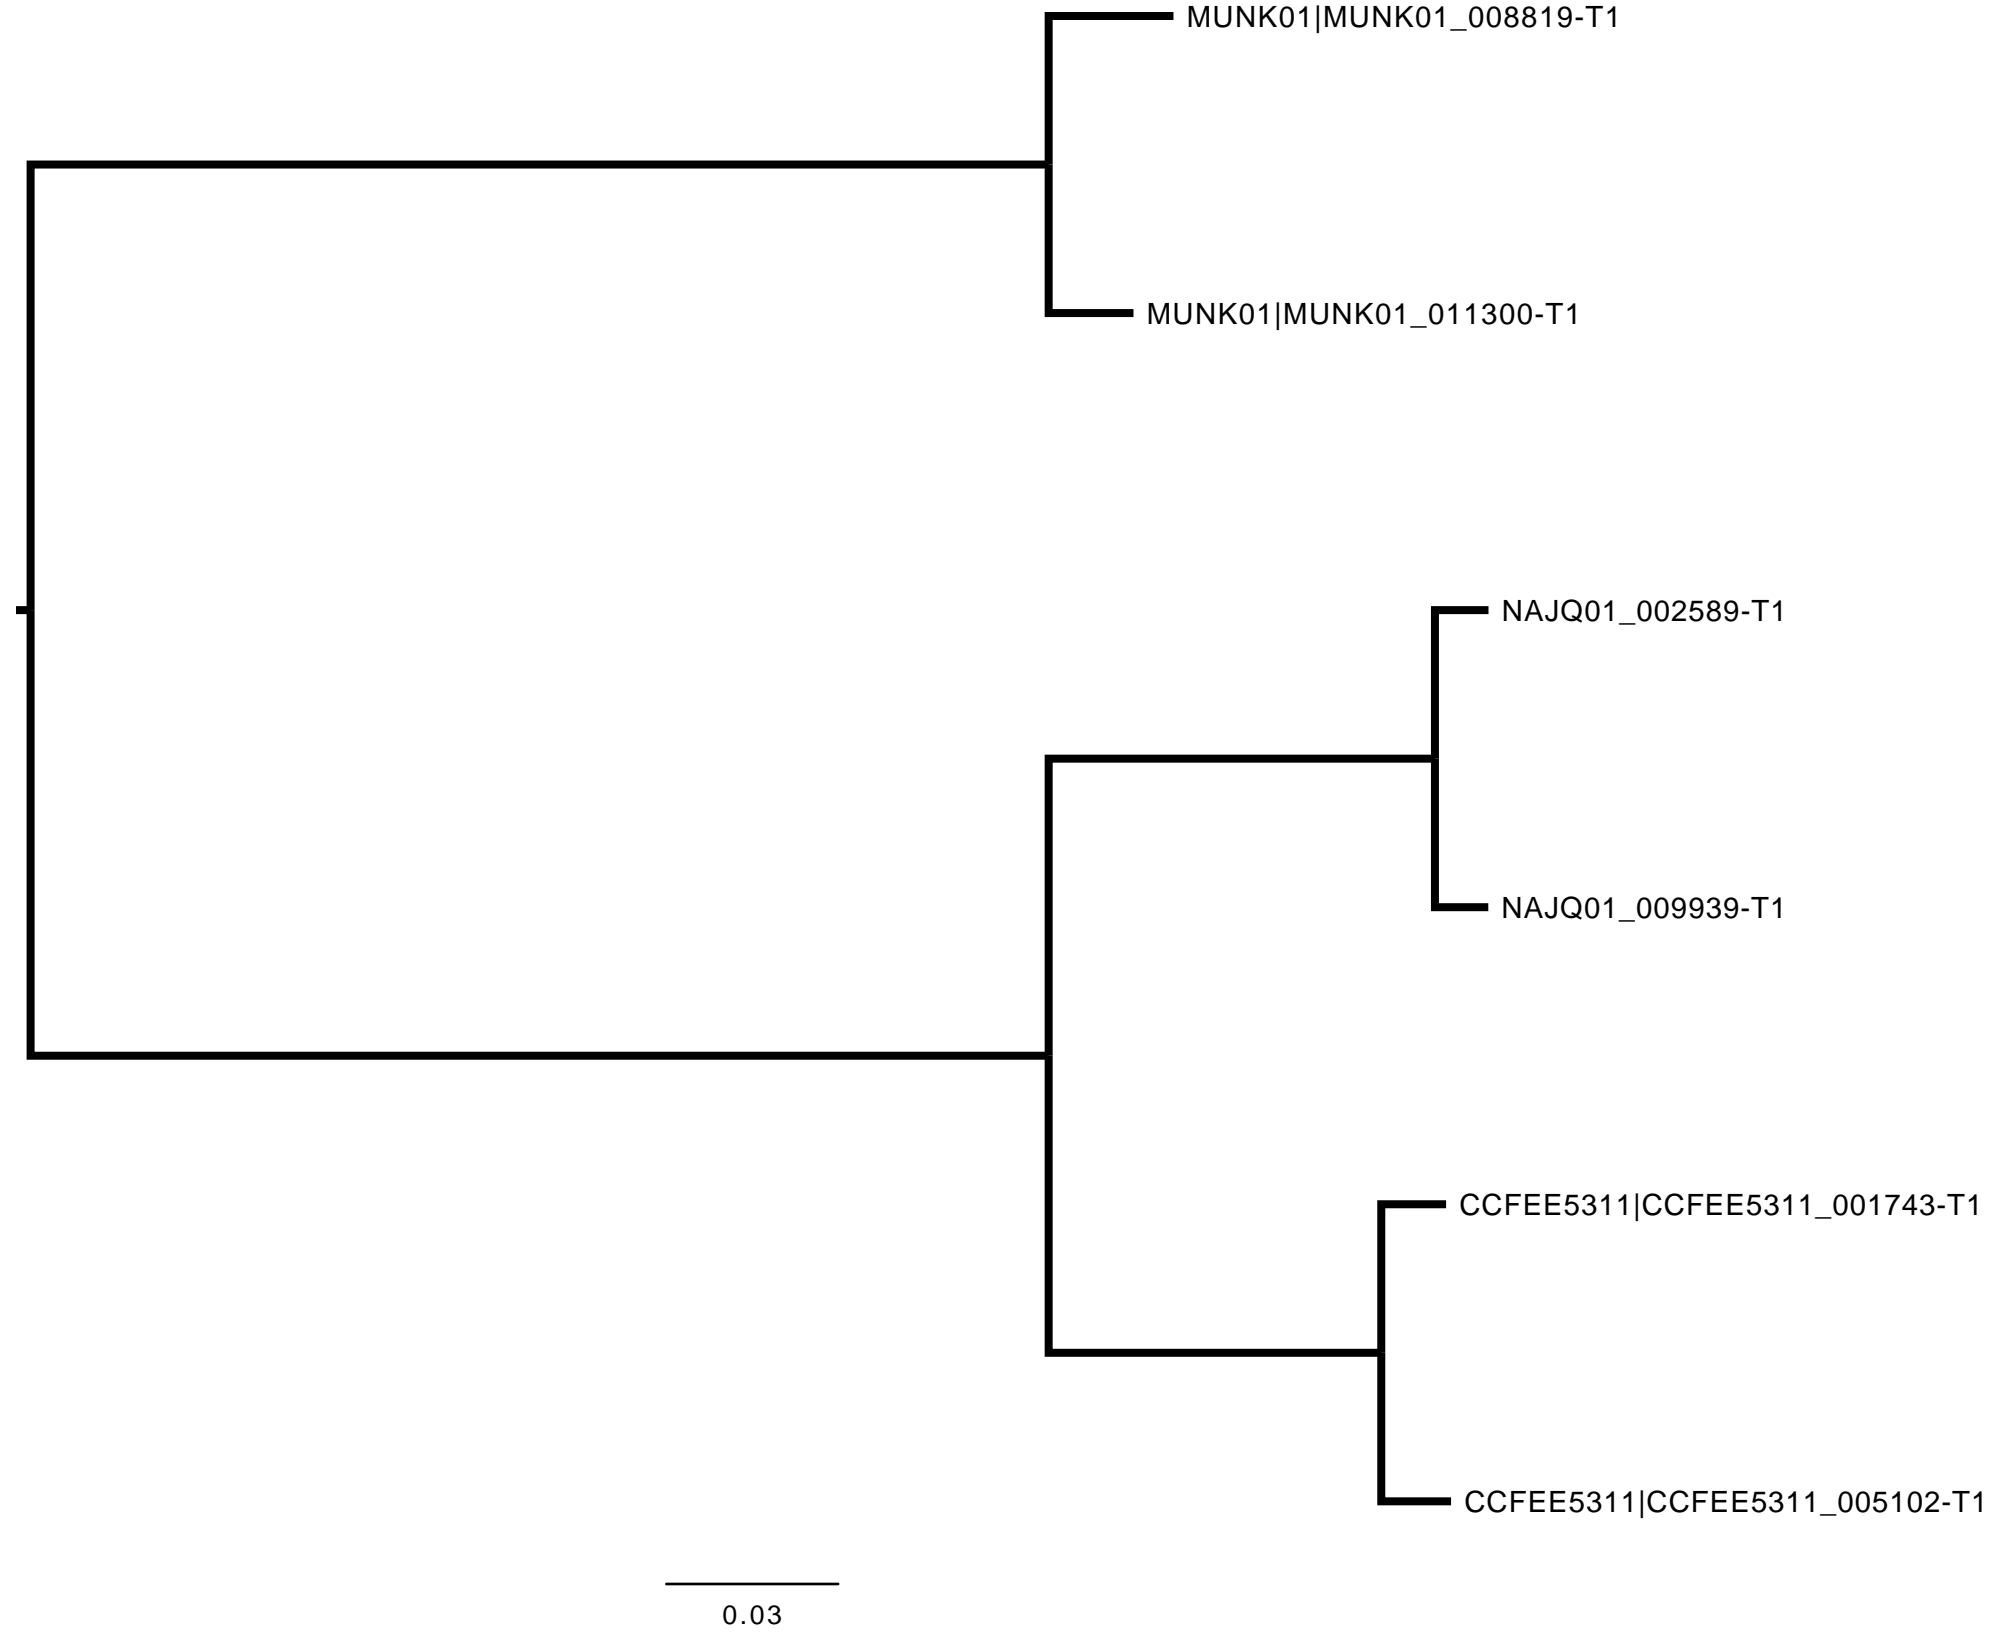 MUNK01|MUNK01_008819-T1
MUNK01|MUNK01_011300-T1
NAJQ01_002589-T1
NAJQ01_009939-T1
CCFEE5311|CCFEE5311_001743-T1
CCFEE5311|CCFEE5311_005102-T1
0.03